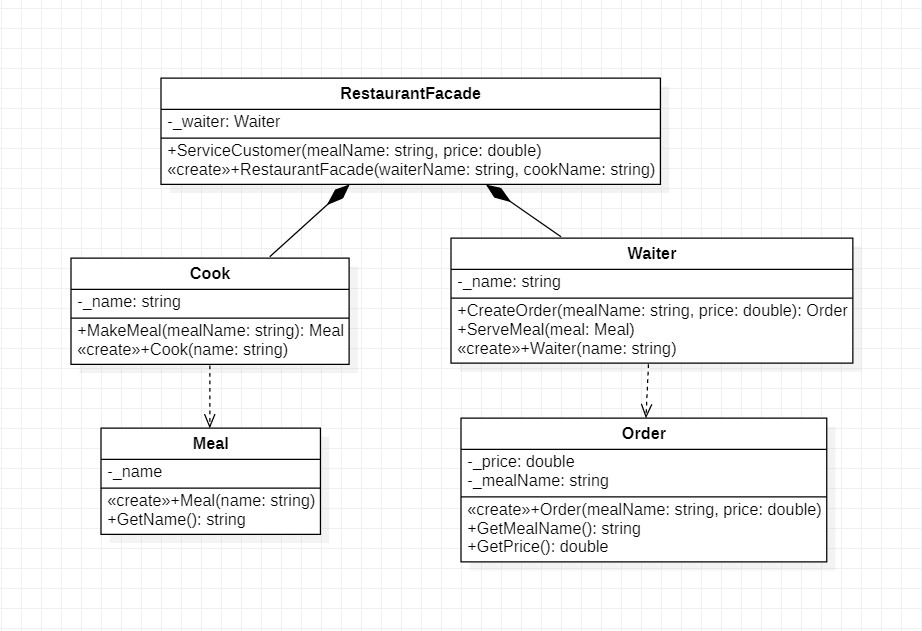 RestaurantFacade
-_waiter: Waiter
+ServiceCustomer(mealName: string, price: double)
«create»+RestaurantFacade(waiterName: string, cookName: string)
Cook
-_name: string
+MakeMeal(mealName: string): Meal
«create»+Cook(name: string)
Waiter
-_name: string
+CreateOrder(mealName: string, price: double): Order
+ServeMeal(meal: Meal)
«create»+Waiter(name: string)
Meal
-_name
«create»+Meal(name: string)
+GetName(): string
Order
-_price: double
-_mealName: string
«create»+Order(mealName: string, price: double)
+GetMealName(): string
+GetPrice(): double